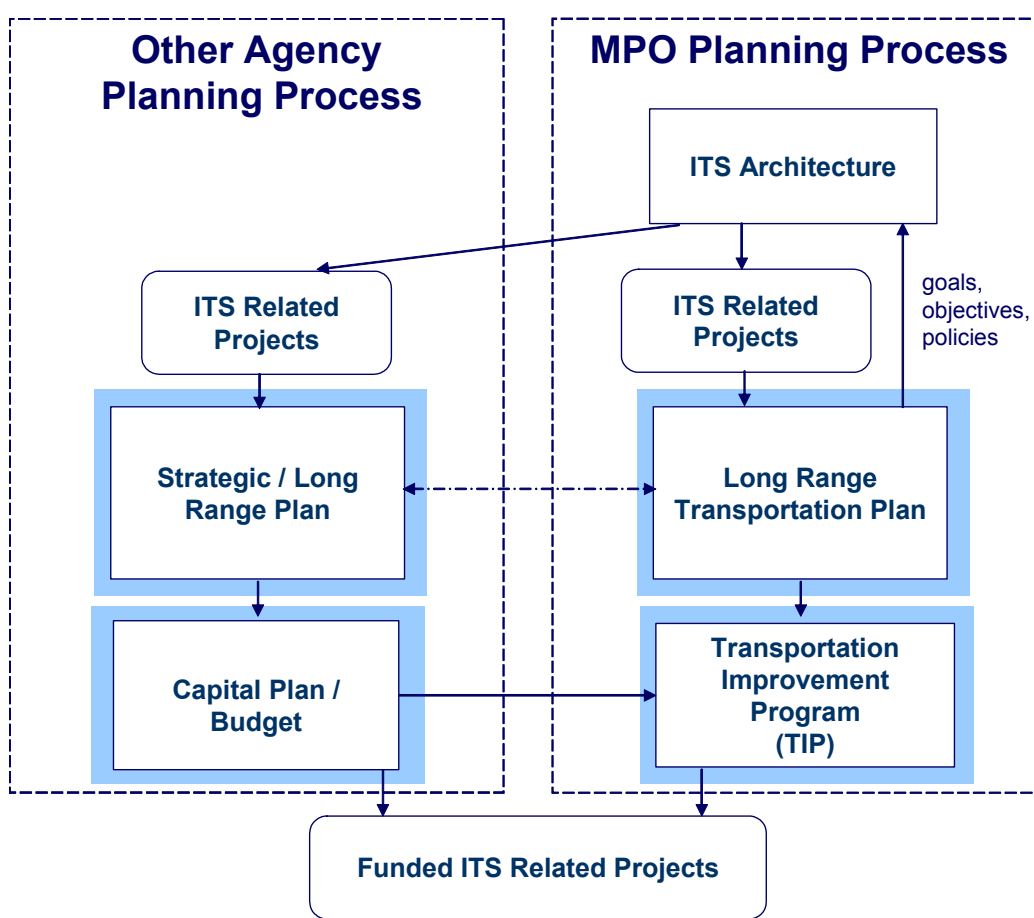 Other Agency
Planning Process
MPO Planning Process
ITS Architecture
ITS Related
Projects
ITS Related
Projects
goals,
objectives,
policies
Strategic / Long
Range Plan
Long Range
Transportation Plan
Capital Plan /
Budget
Transportation
Improvement
Program
(TIP)
Funded ITS Related Projects